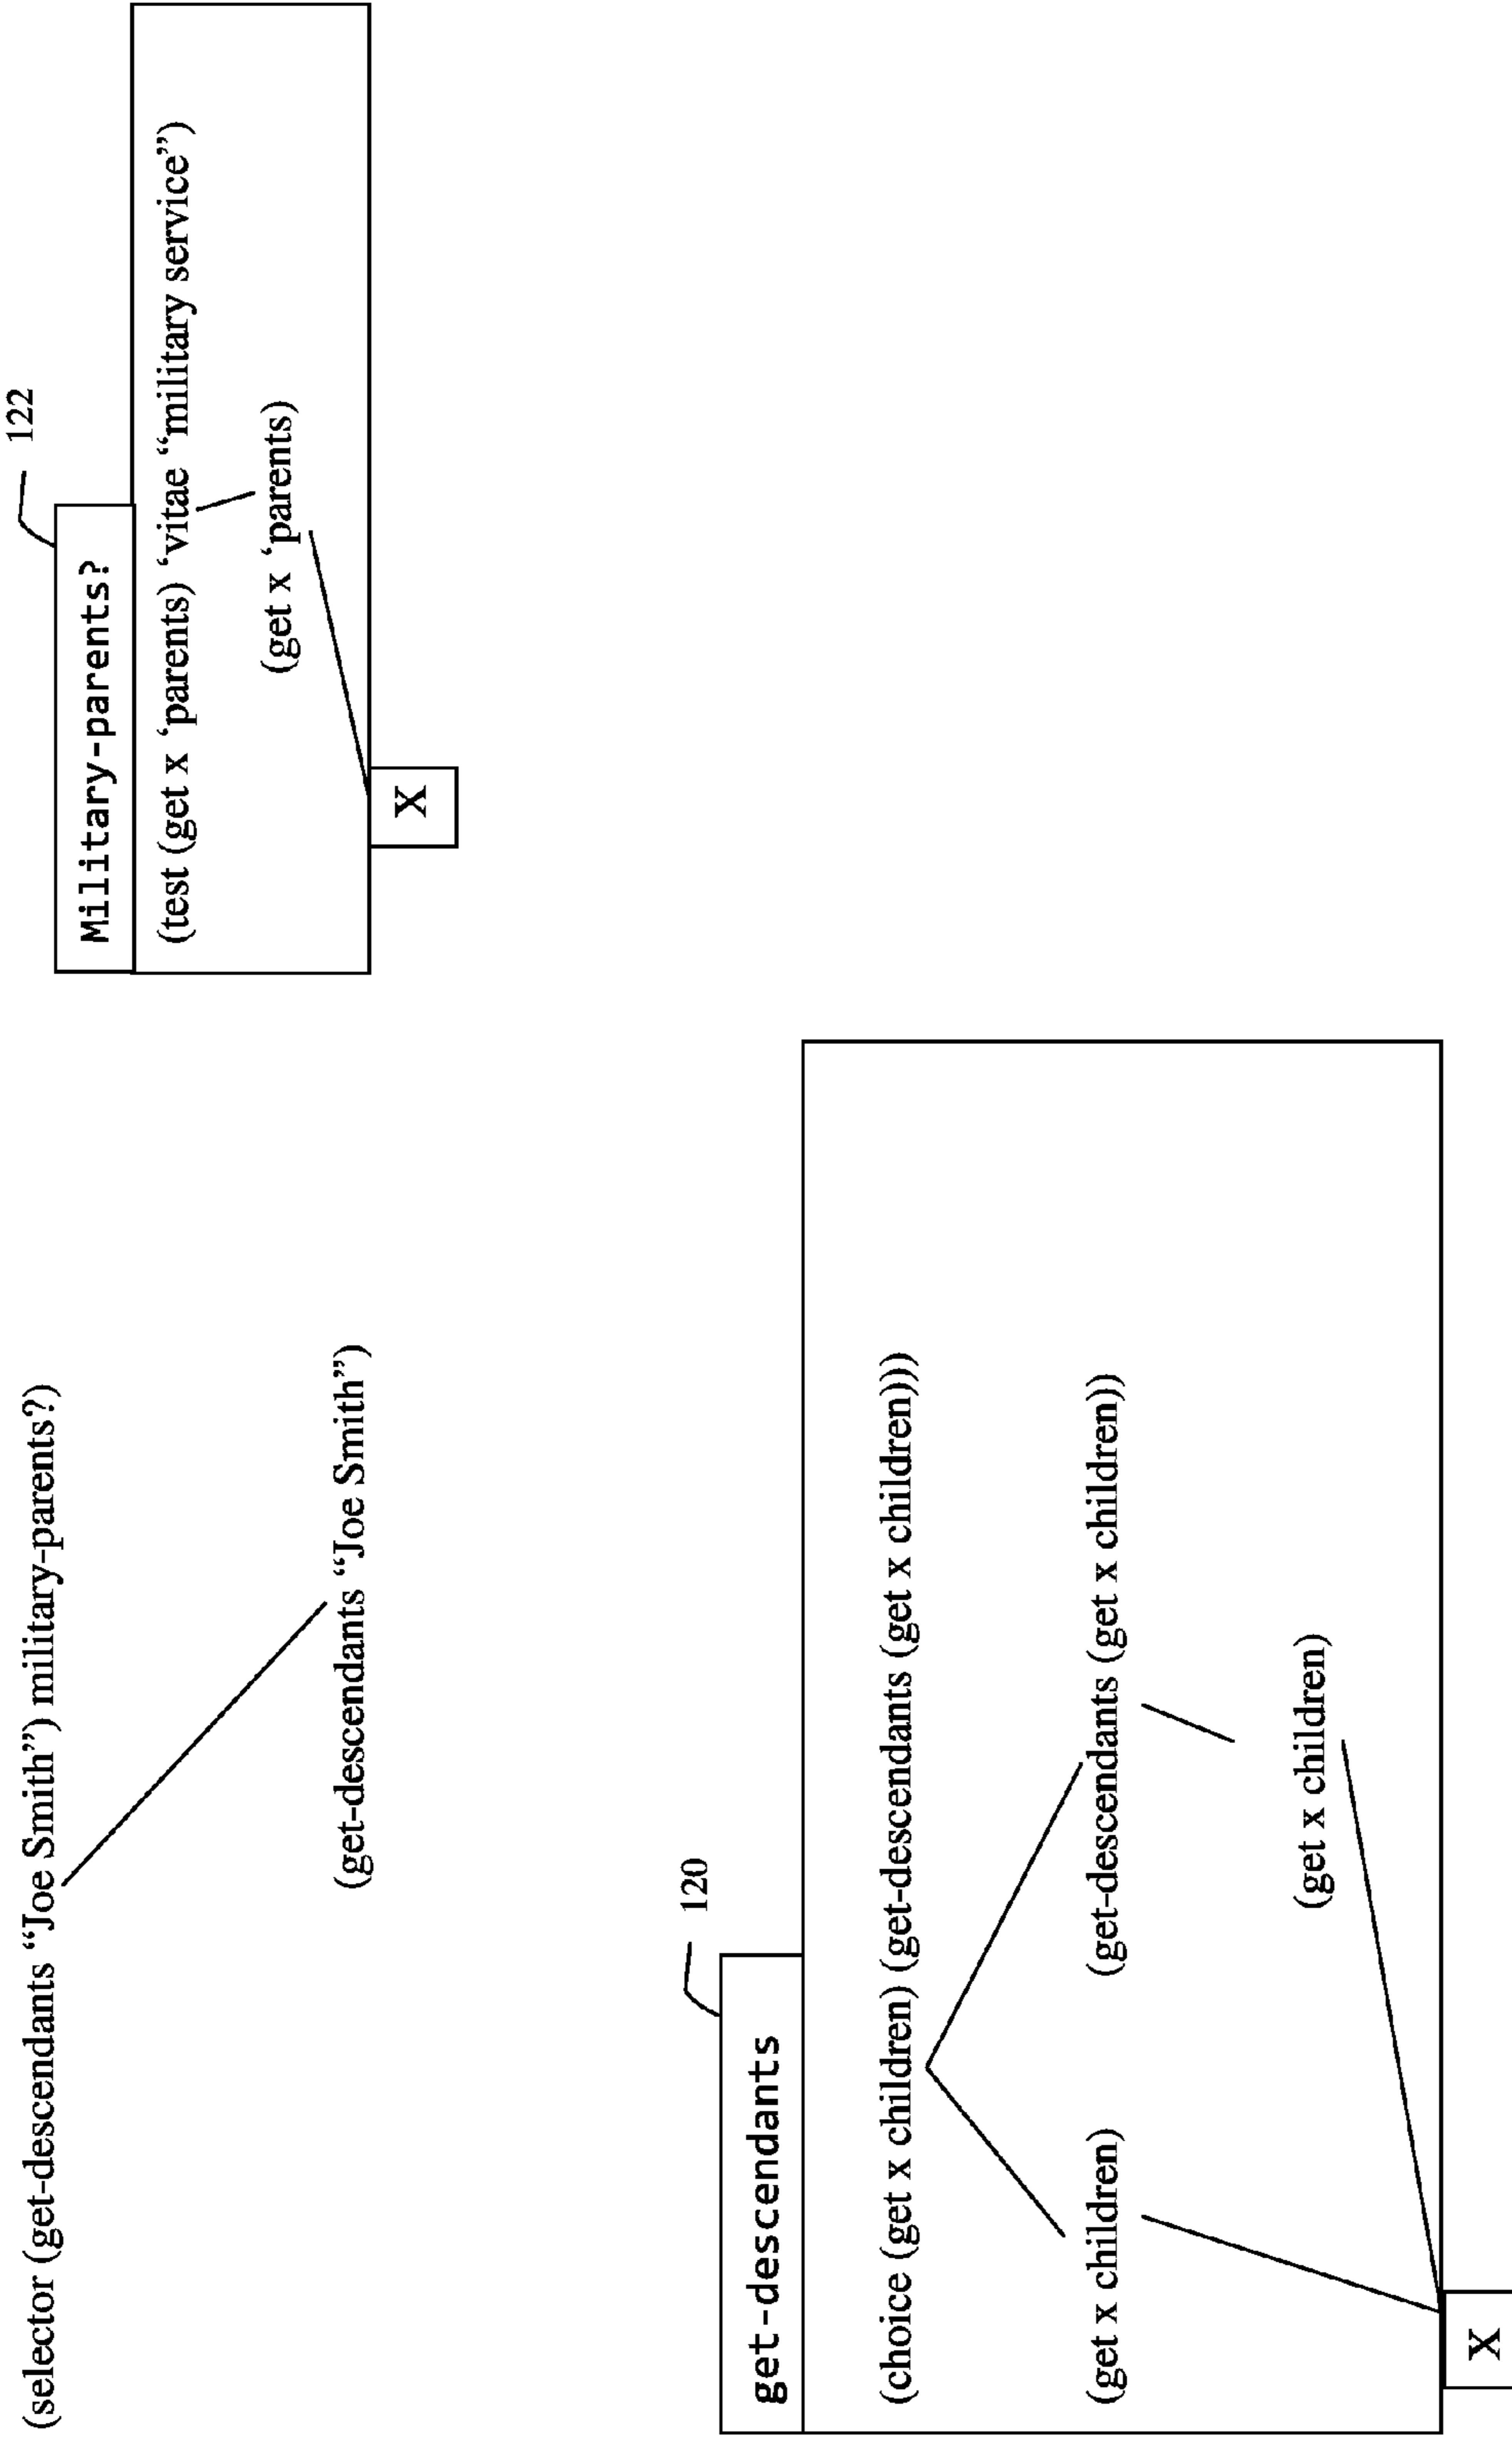 (selector (get-descendants “Joe Smith”) military-parents?)
(get-descendants “Joe Smith”)
122
Military-parents?
(test (get x ‘parents) ‘vitae “military service”)
(get x ‘parents)
X
120
get-descendants
(choice (get x children) (get-descendants (get x children)))
(get x children)
(get-descendants (get x children))
(get x children)
X